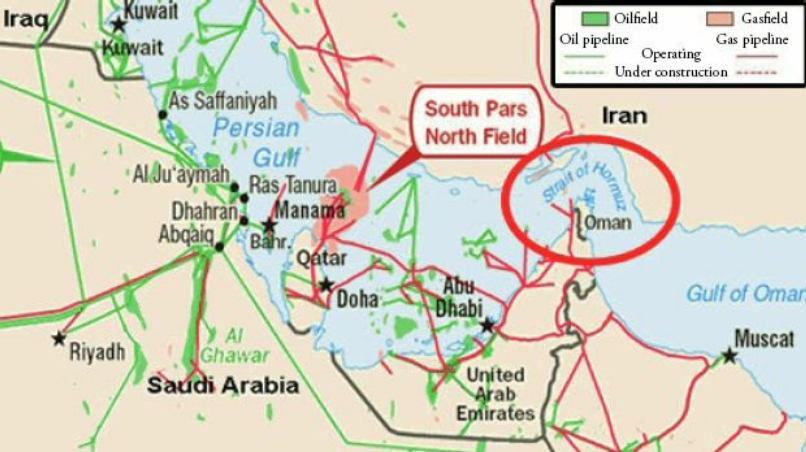 Iraq
Kuwait
Kuwait
Oilfield
Gasfield
Oil pipeline
Gas pipeline
Operating
Under construction
As Saffaniyah
Persian
Gulf
South Pars
North Field
Iran
Strait of Hormuz
Oman
Al Ju'aymah
Ras Tanura
Dhahran
Manama
Abqaiq
Bahr.
Qatar
Doha
Abu
Dhabi
Gulf of Oman
Muscat
Riyadh
Al
Ghawar
Saudi Arabia
United
Arab
Emirates